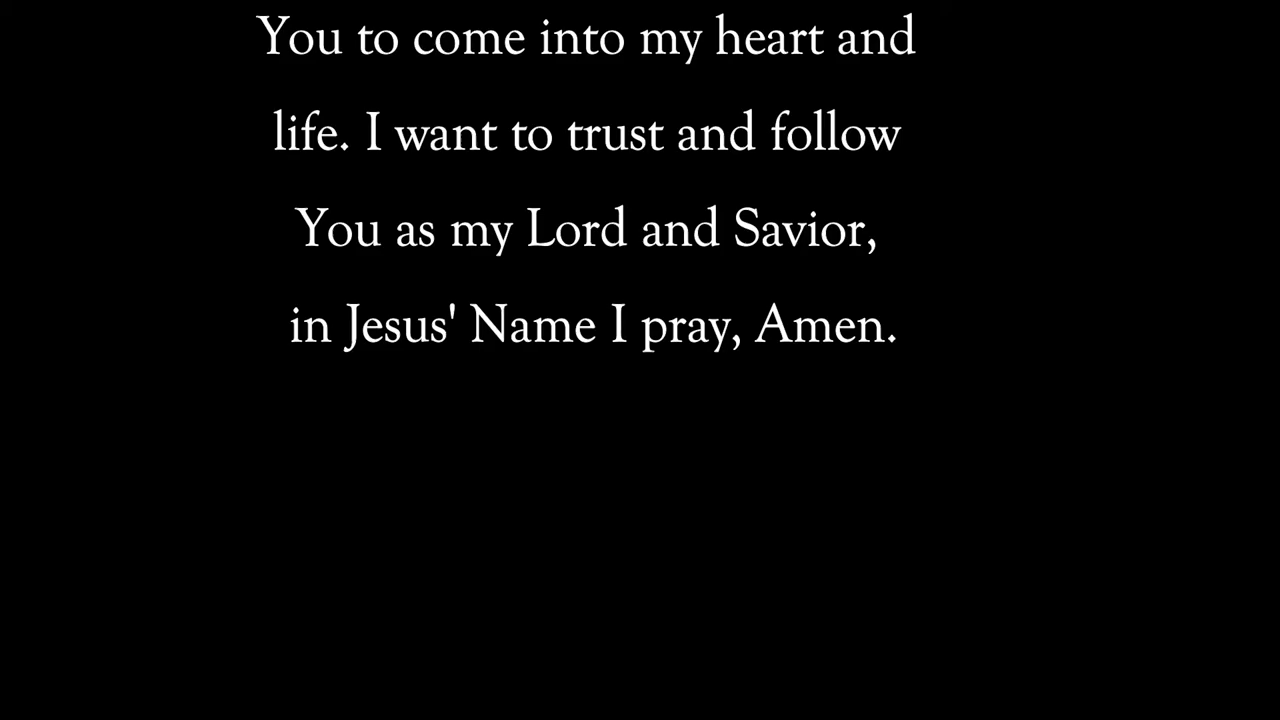 You to come into my heart and
life. I want to trust and follow
You as my Lord and Savior,
in Jesus' Name I pray, Amen.